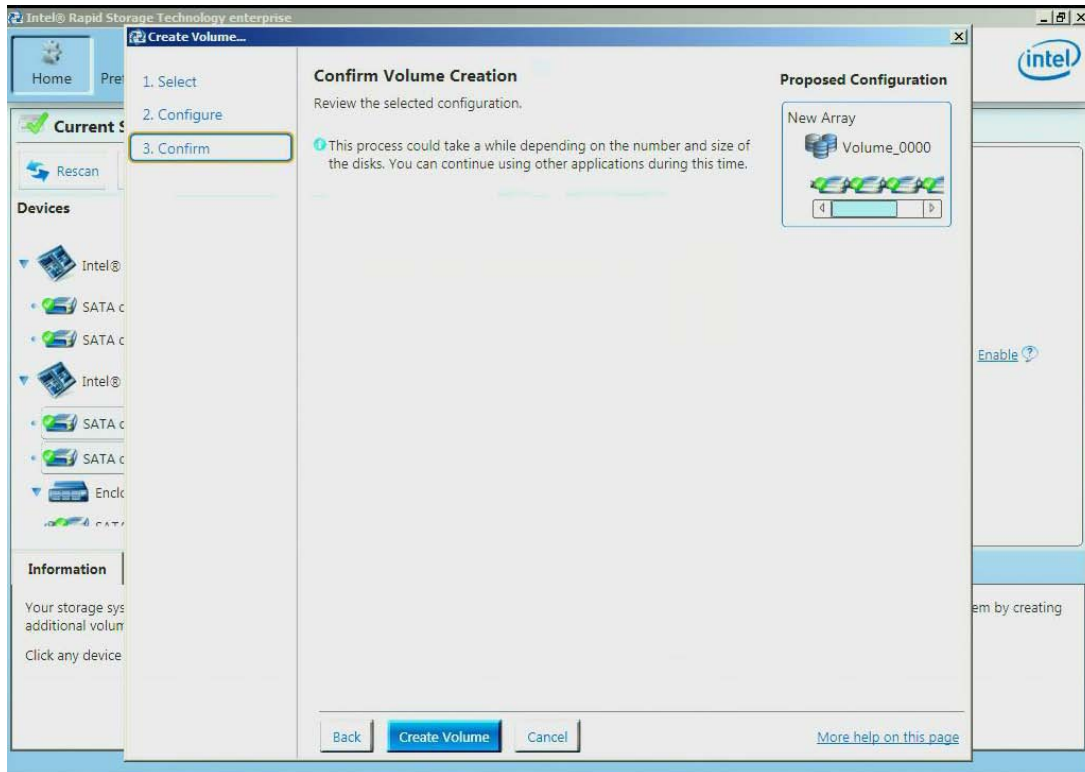 Intel® Rapid Storage Technology enterprise
Create Volume...
Home
intel
Current
Rescan
Devices
Intel®
SATA
SATA
Intel®
SATA
SATA
Information
Your storage
additional
Click any device
1. Select
2. Configure
3. Confirm
Confirm Volume Creation
Review the selected configuration.
This process could take a while depending on the number and size of
the disks. You can continue using other applications during this time.
Proposed Configuration
New Array
Volume_0000
Enable
by creating
Back
Create Volume
Cancel
More help on this page